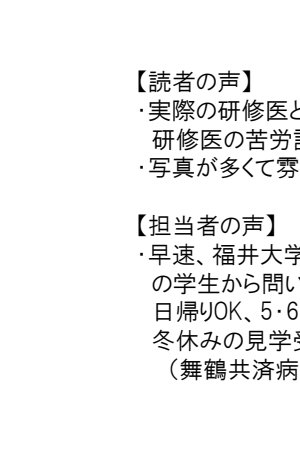 【読者の声】
・実際の研修医と
研修医の苦労
・写真が多くて雰
【担当者の声】
・早速、福井大学
の学生から問い
日帰りOK、5・6
冬休みの見学
（舞鶴共済病